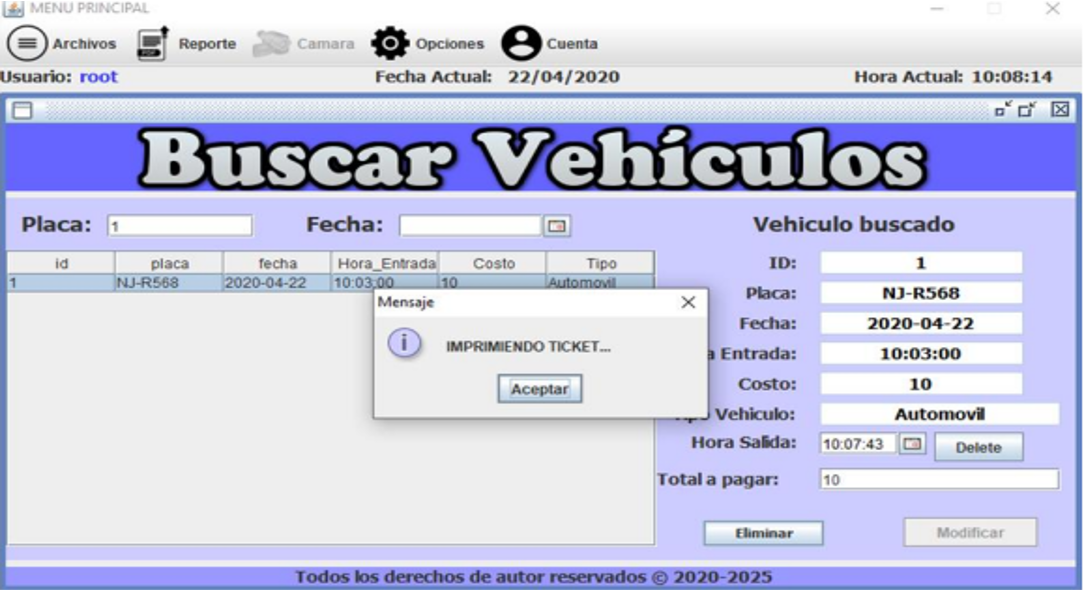 MENU PRINCIPAL
Archivos Reporte Camara Opciones Cuenta
Usuario: root Fecha Actual: 22/04/2020 Hora Actual: 10:08:14
Buscar Vehículos
Placa: 1 Fecha: Vehiculo buscado
id placa fecha Hora_Entrada Costo Tipo
1 NJ-R568 2020-04-22 10:03:00 10 Automovil
ID: 1
Placa: NJ-R568
Fecha: 2020-04-22
a Entrada: 10:03:00
Costo: 10
Vehiculo: Automovil
Hora Salida: 10:07:43 Delete
Total a pagar: 10
Eliminar Modificar
Mensaje
IMPRIMIENDO TICKET...
Aceptar
Todos los derechos de autor reservados © 2020-2025